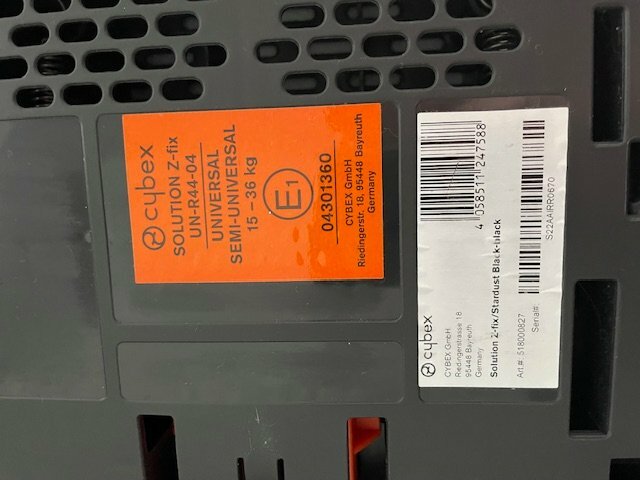 cybex
SOLUTION Z-fix
UN-R44-04
UNIVERSAL
SEMI-UNIVERSAL
15 – 36 kg
E1
04301360
CYBEX GmbH
Riedingerstr. 18, 95448 Bayreuth
Germany
4 058511 247588
cybex
CYBEX GmbH
Riedingerstrasse 18
95448 Bayreuth
Germany
Solution Z-fix/Stardust Black-black
Art.#: 518000827
Serial#:
S22AAIRR0670